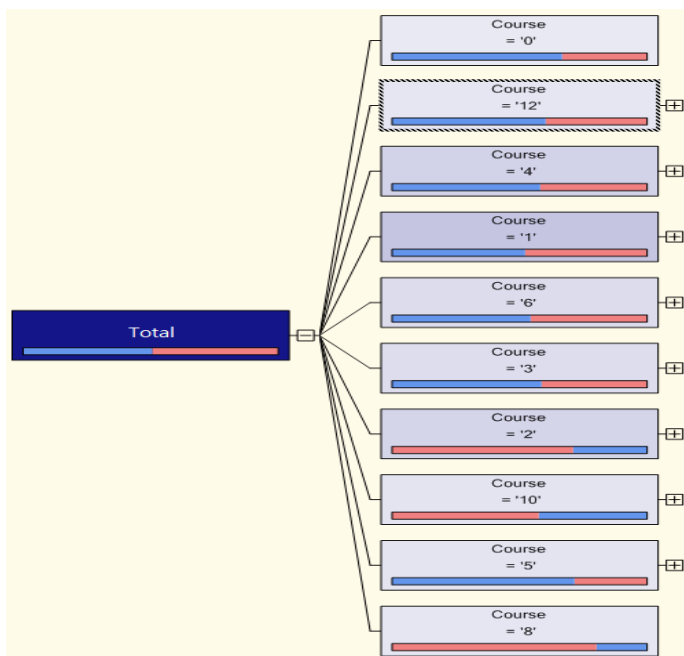 Course
= '0'
Course
= '12'
Course
= '4'
Course
= '1'
Total
Course
= '6'
Course
= '3'
Course
= '2'
Course
= '10'
Course
= '5'
Course
= '8'